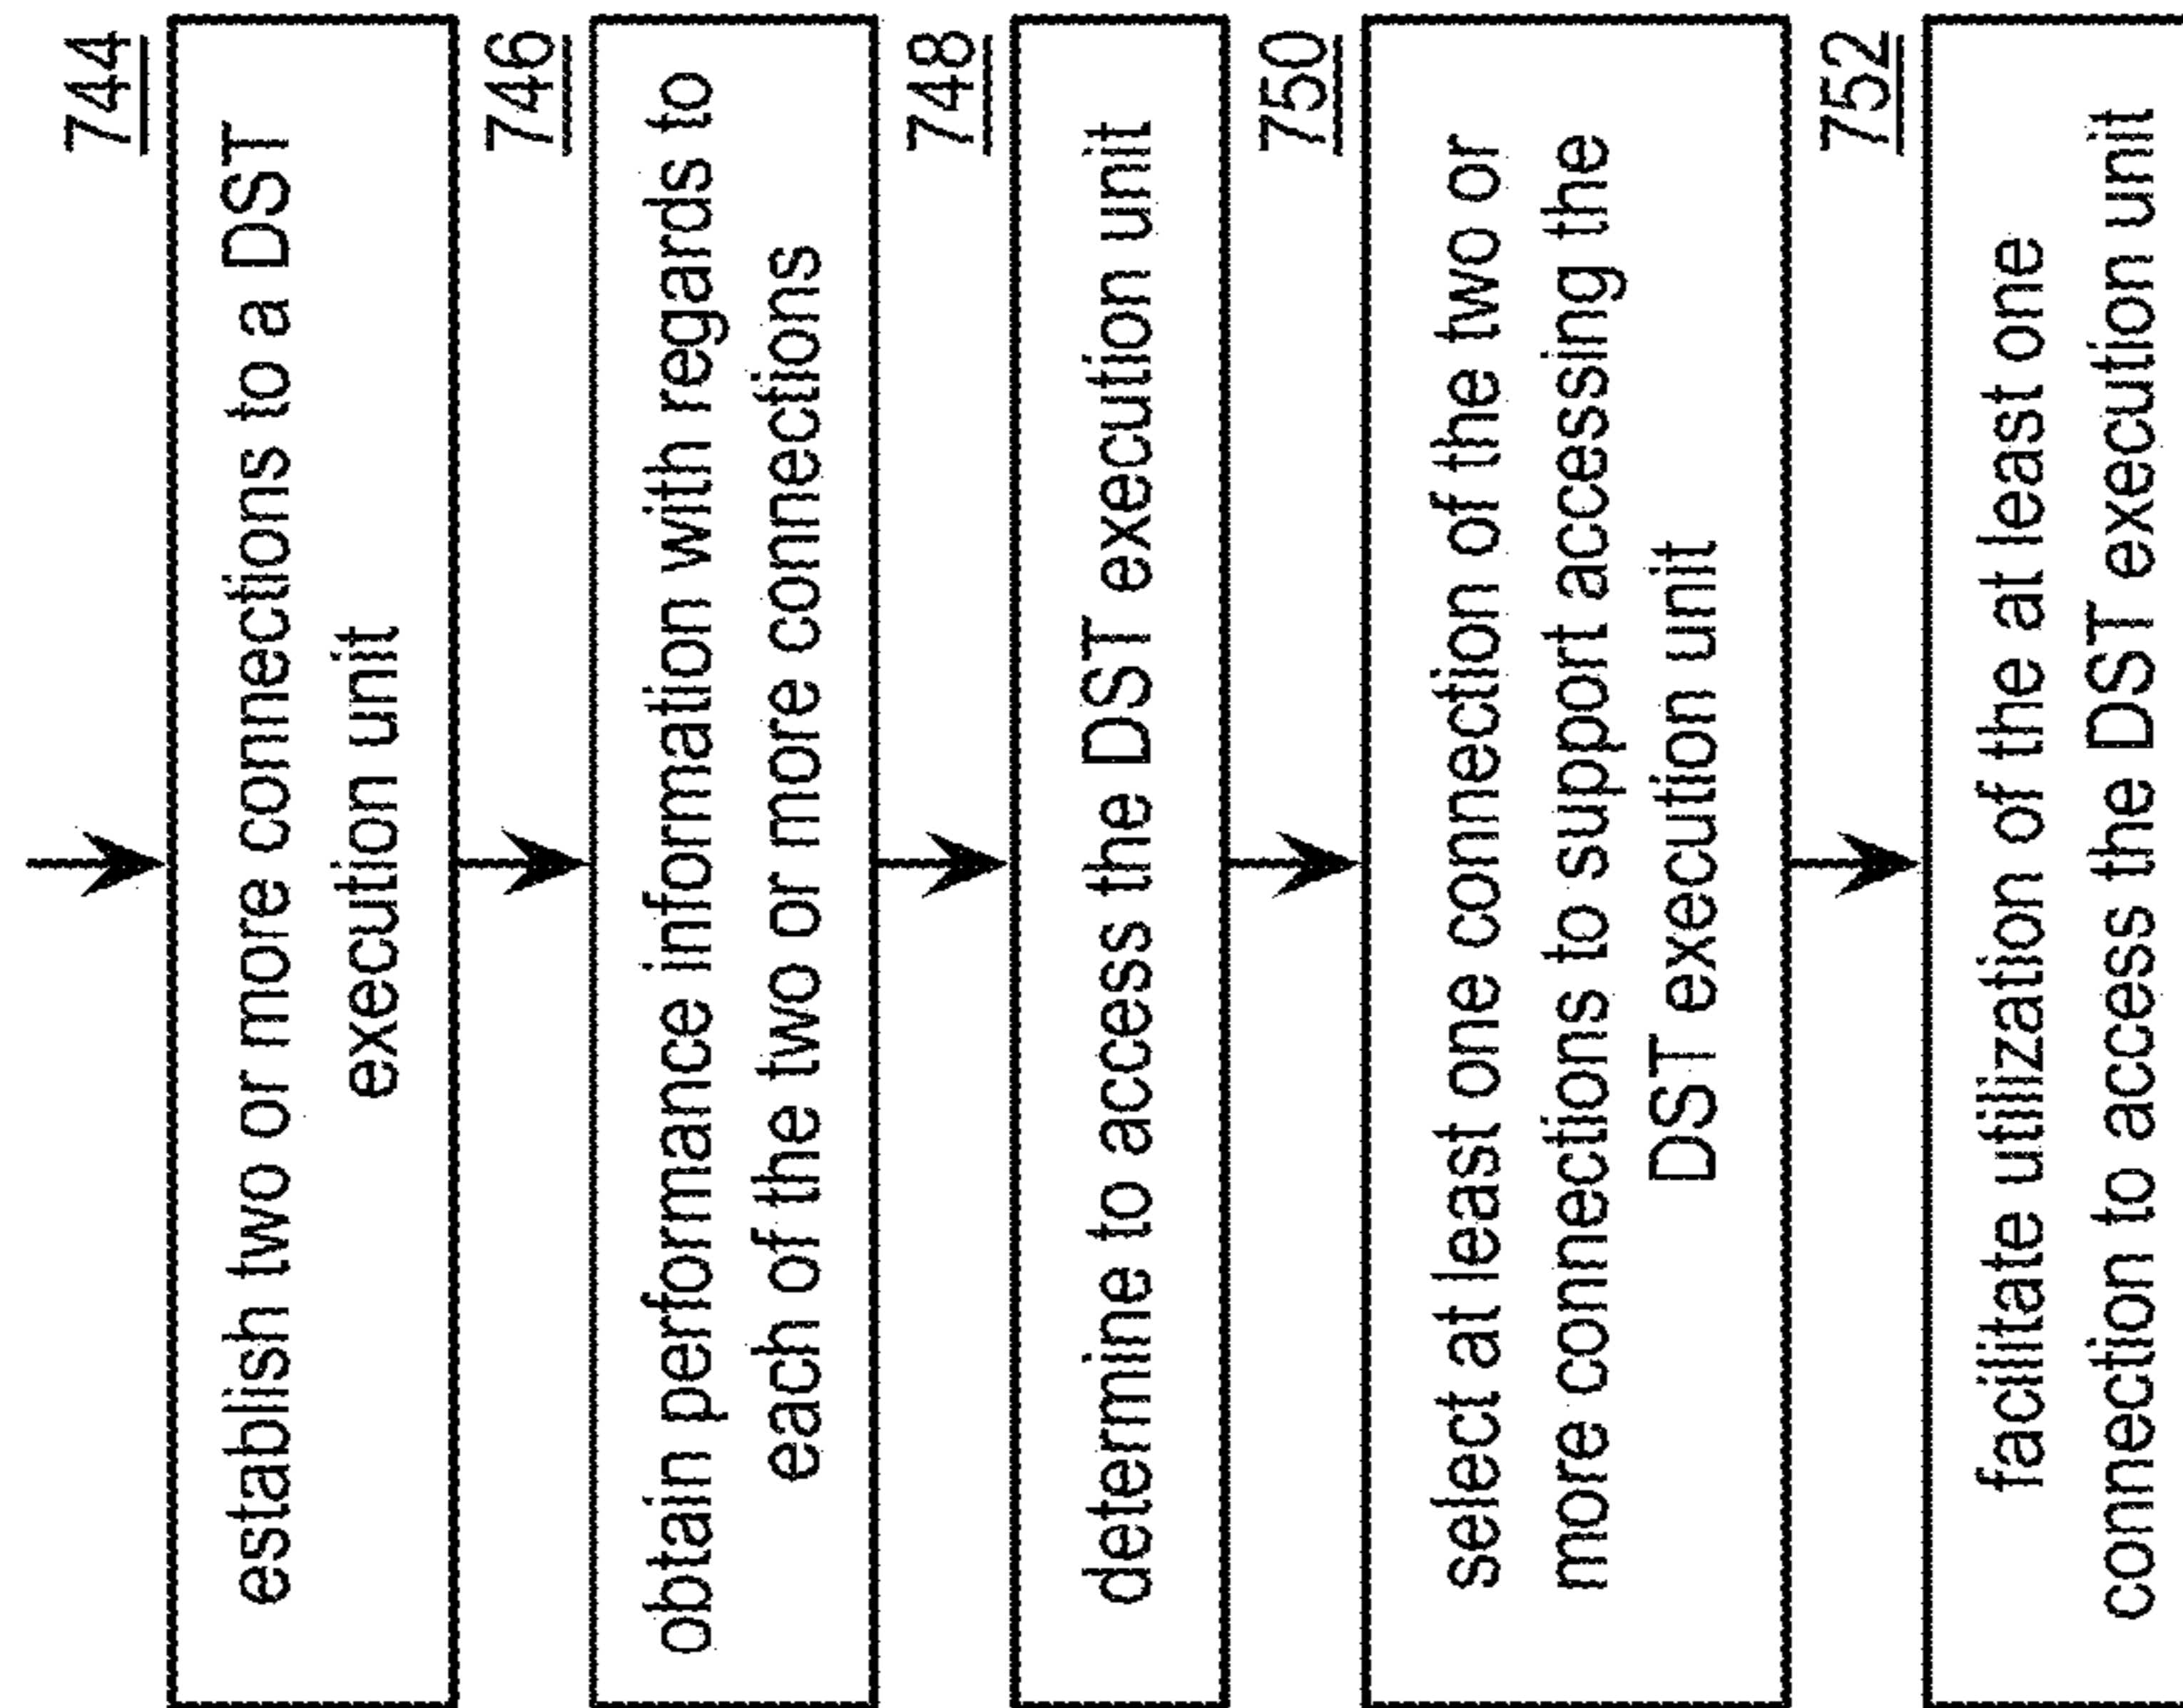 744
establish two or more connections to a DST
execution unit
746
obtain performance information with regards to
each of the two or more connections
748
determine to access the DST execution unit
750
select at least one connection of the two or
more connections to support accessing the
DST execution unit
752
facilitate utilization of the at least one
connection to access the DST execution unit